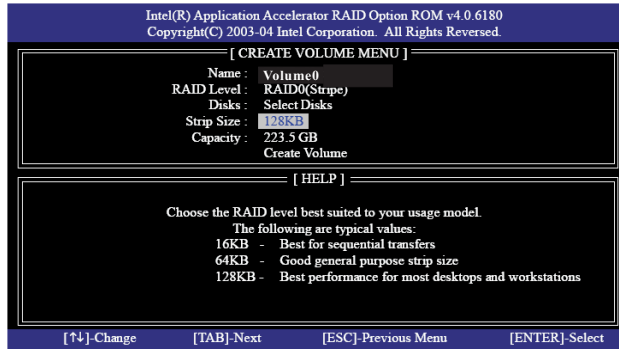 Intel(R) Application Accelerator RAID Option ROM v4.0.6180
Copyright(C) 2003-04 Intel Corporation. All Rights Reversed.
[ CREATE VOLUME MENU ]
Name : Volume0
RAID Level : RAID0(Stripe)
Disks : Select Disks
Strip Size : 128KB
Capacity : 223.5 GB
Create Volume
[ HELP ]
Choose the RAID level best suited to your usage model.
The following are typical values:
16KB - Best for sequential transfers
64KB - Good general purpose strip size
128KB - Best performance for most desktops and workstations
[↑↓]-Change [TAB]-Next [ESC]-Previous Menu [ENTER]-Select